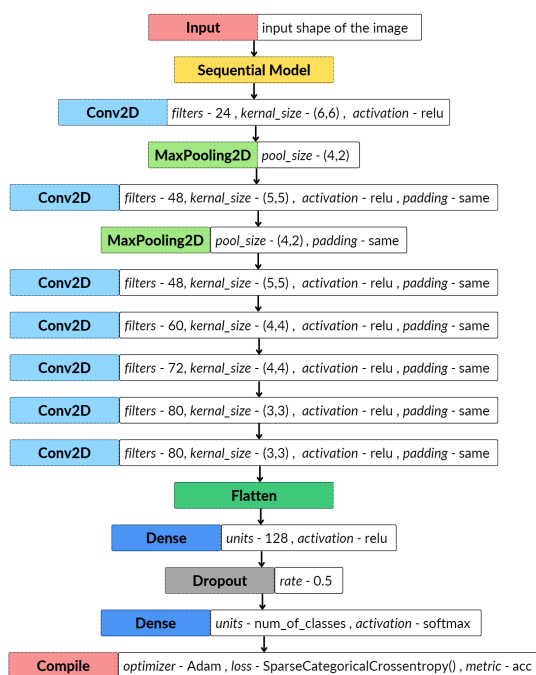 Input input shape of the image
Sequential Model
Conv2D filters - 24 , kernal_size - (6,6) , activation - relu
MaxPooling2D pool_size - (4,2)
Conv2D filters - 48, kernal_size - (5,5) , activation - relu , padding - same
MaxPooling2D pool_size - (4,2) , padding - same
Conv2D filters - 48, kernal_size - (5,5) , activation - relu , padding - same
Conv2D filters - 60, kernal_size - (4,4) , activation - relu , padding - same
Conv2D filters - 72, kernal_size - (4,4) , activation - relu , padding - same
Conv2D filters - 80, kernal_size - (3,3) , activation - relu , padding - same
Conv2D filters - 80, kernal_size - (3,3) , activation - relu , padding - same
Flatten
Dense units - 128 , activation - relu
Dropout rate - 0.5
Dense units - num_of_classes , activation - softmax
Compile optimizer - Adam , loss - SparseCategoricalCrossentropy() , metric - acc